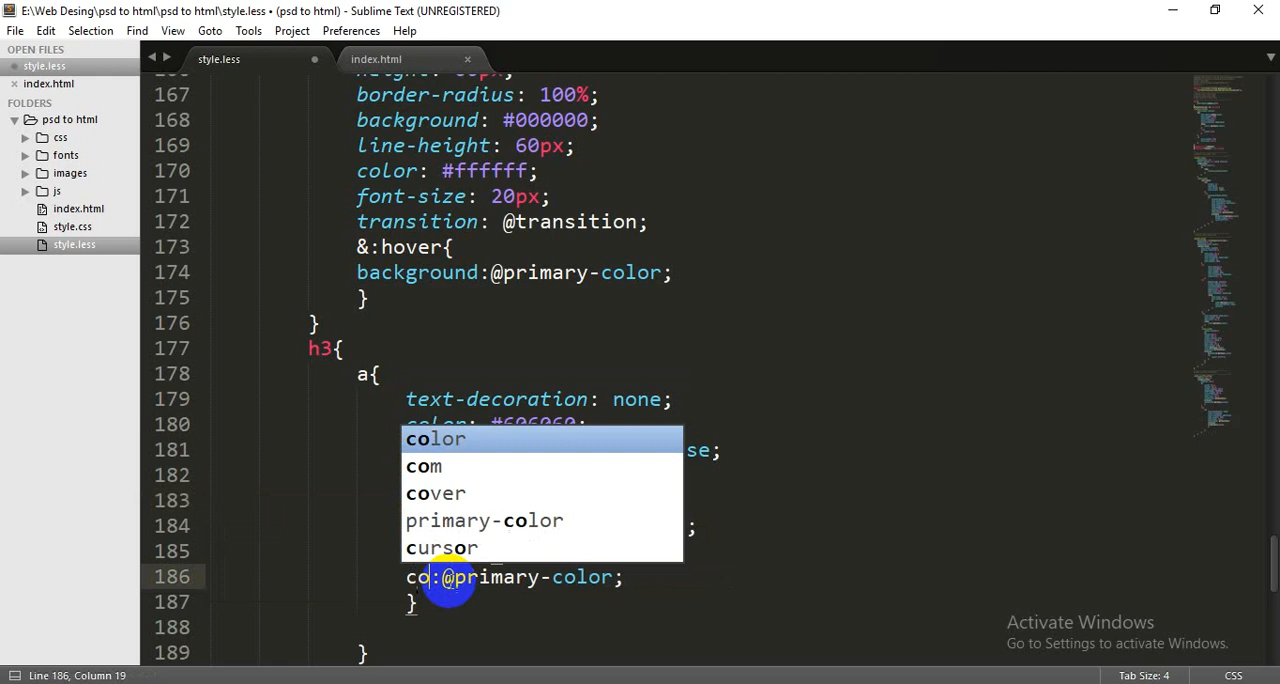 E:\Web Desing\psd to html\psd to html\style.less • (psd to html) - Sublime Text (UNREGISTERED)
File Edit Selection Find View Goto Tools Project Preferences Help
OPEN FILES
style.less
index.html
FOLDERS
psd to html
css
fonts
images
js
index.html
style.css
style.less
style.less
index.html
167 border-radius: 100%;
168 background: #000000;
169 line-height: 60px;
170 color: #ffffff;
171 font-size: 20px;
172 transition: @transition;
173 &:hover{
174 background:@primary-color;
175 }
176 }
177 h3{
178 a{
179 text-decoration: none;
180 color: #606060;
181 se;
182
183
184 ;
185
186 co:@primary-color;
187 }
188
189 }
color
com
cover
primary-color
cursor
Activate Windows
Go to Settings to activate Windows.
Line 186, Column 19
Tab Size: 4
CSS